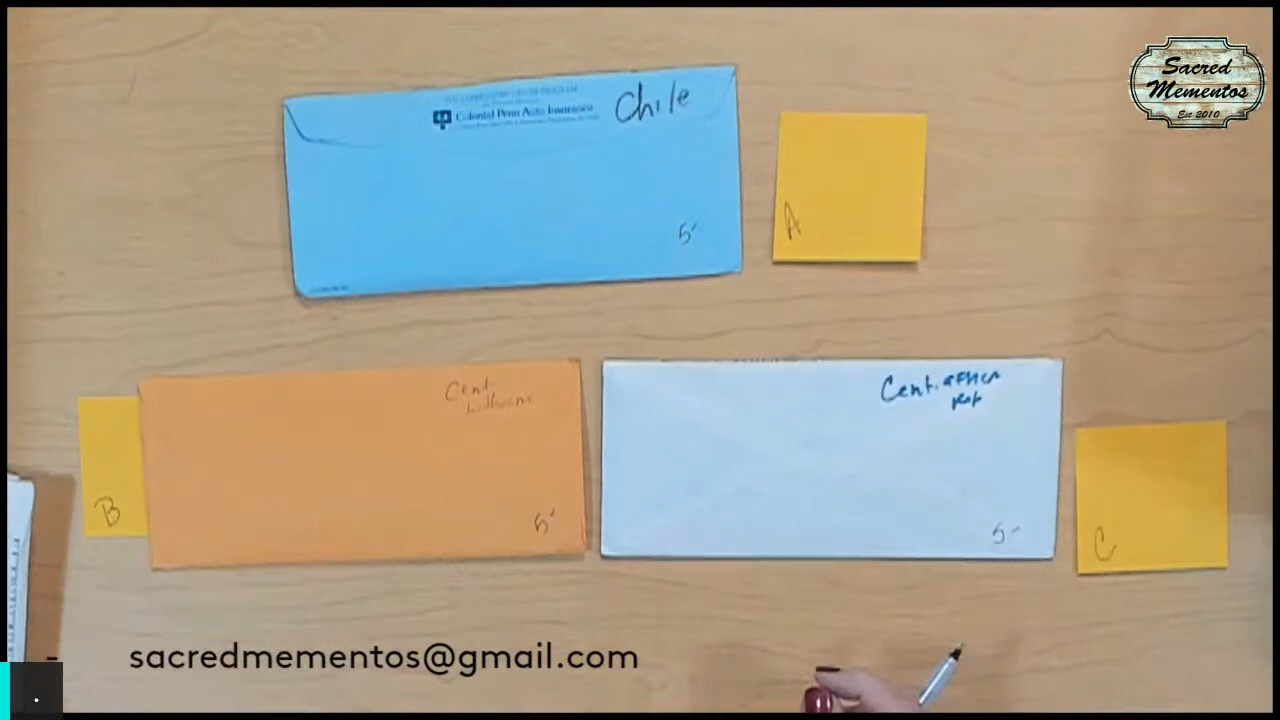 Sacred
Mementos
Est 2010
Chile
Colonial Penn Auto Insurance
5-
A
Cent.
B
5-
Cent. AFRICA
Rep
5-
C
sacredmementos@gmail.com